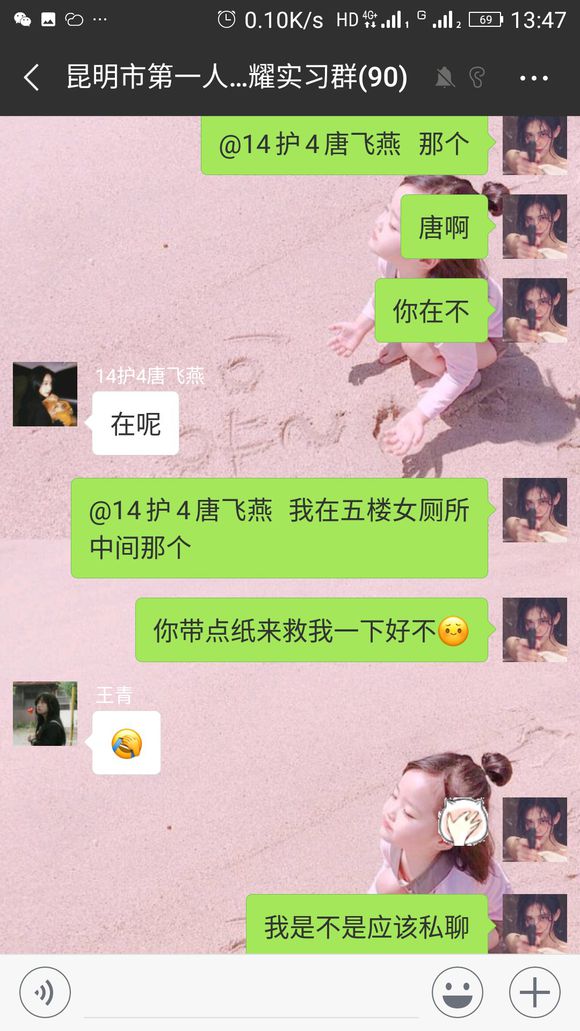 0.10K/s HD 4G+ 1 G 2 69 13:47
昆明市第一人...耀实习群(90)
@14护4唐飞燕 那个
唐啊
你在不
14护4唐飞燕
在呢
@14护4唐飞燕 我在五楼女厕所
中间那个
你带点纸来救我一下好不
王青
我是不是应该私聊